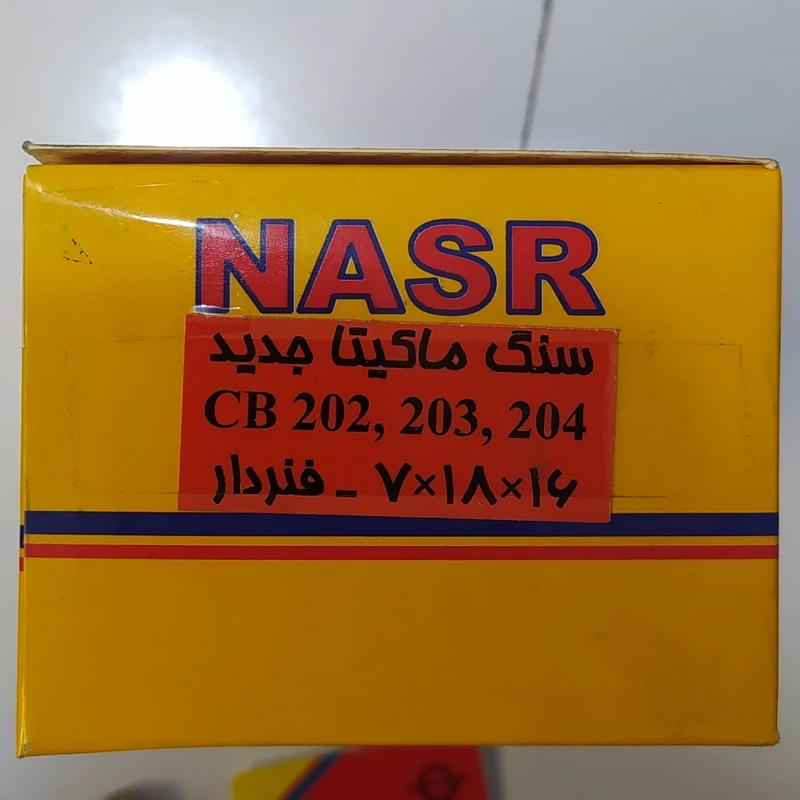 NASR
سنگ ماکیتا جدید
CB 202, 203, 204
۷×۱۸×۱۶ - فنردار